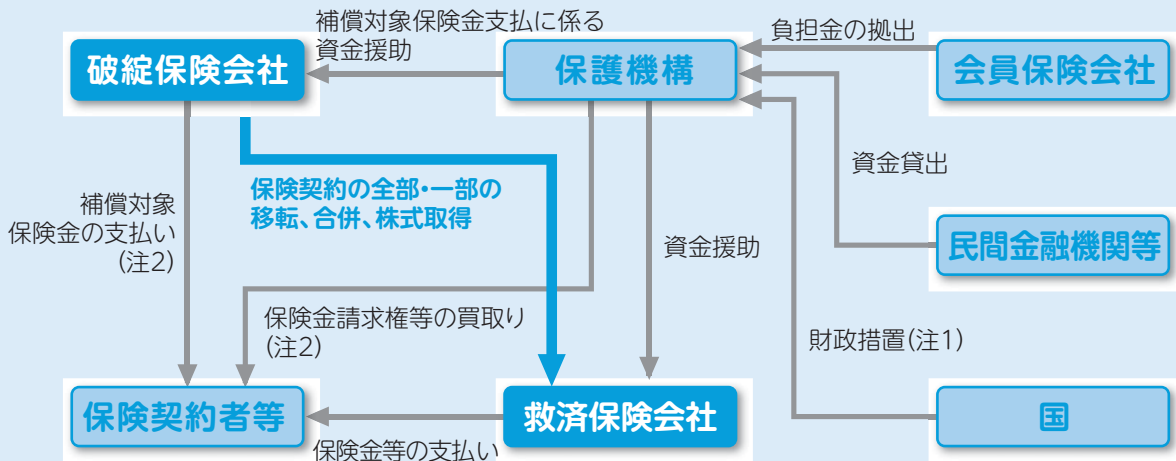 補償対象保険金支払に係る
資金援助
負担金の拠出
破綻保険会社
保護機構
会員保険会社
資金貸出
保険契約の全部・一部の
移転、合併、株式取得
補償対象
保険金の支払い
(注2)
資金援助
民間金融機関等
保険金請求権等の買取り
(注2)
財政措置(注1)
保険契約者等
救済保険会社
国
保険金等の支払い